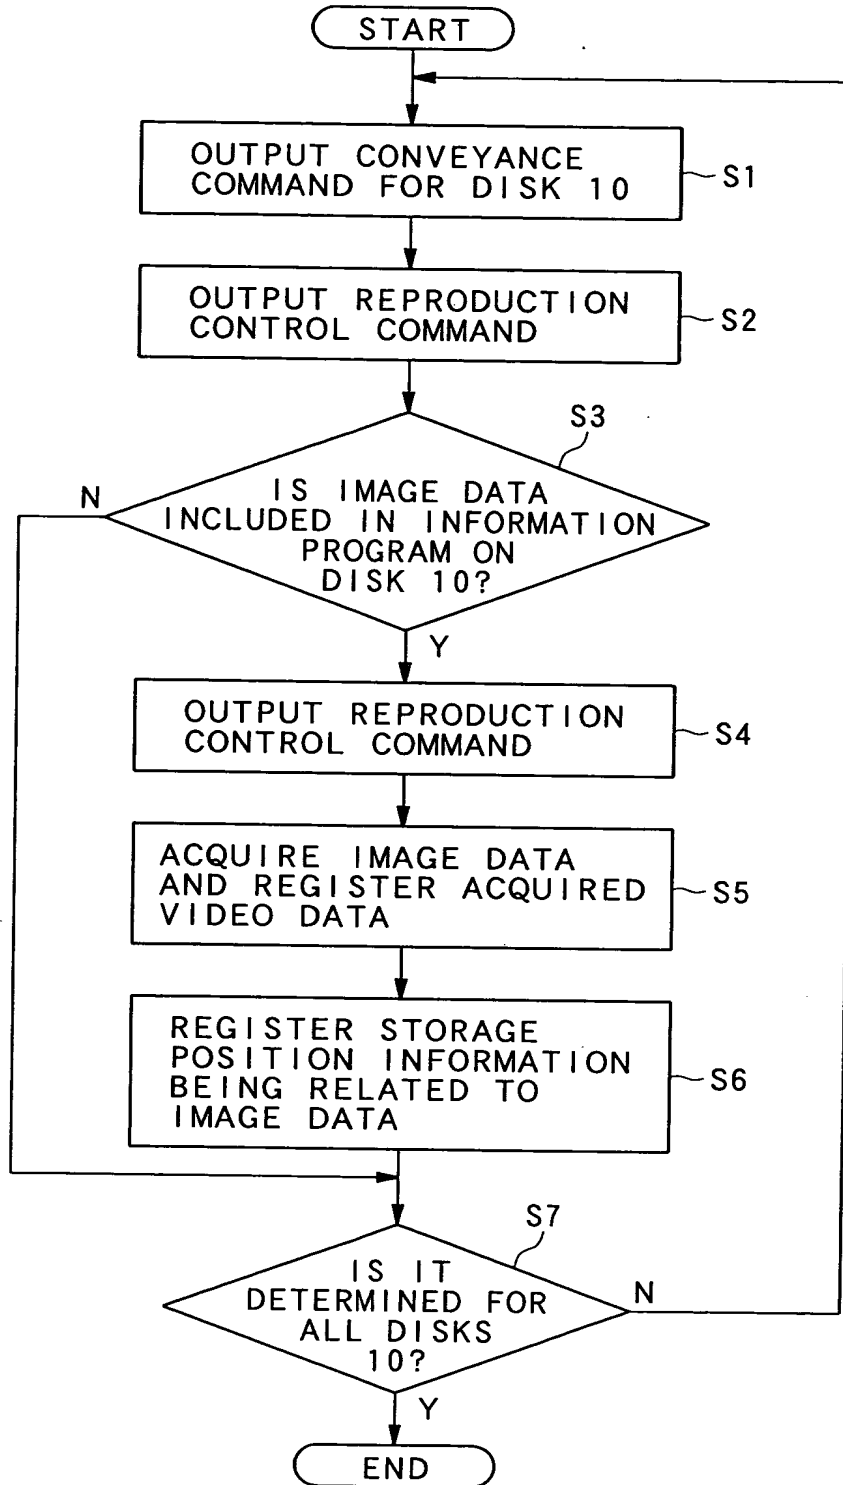 START
OUTPUT CONVEYANCE
COMMAND FOR DISK 10
S1
OUTPUT REPRODUCTION
CONTROL COMMAND
S2
S3
N
IS IMAGE DATA
INCLUDED IN INFORMATION
PROGRAM ON
DISK 10?
Y
OUTPUT REPRODUCTION
CONTROL COMMAND
S4
ACQUIRE IMAGE DATA
AND REGISTER ACQUIRED
VIDEO DATA
S5
REGISTER STORAGE
POSITION INFORMATION
BEING RELATED TO
IMAGE DATA
S6
S7
IS IT
DETERMINED FOR
ALL DISKS
10?
N
Y
END